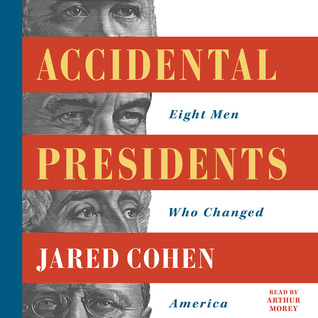 ACCIDENTAL
Eight Men
PRESIDENTS
Who Changed
JARED COHEN
America
READ BY
ARTHUR
MOREY